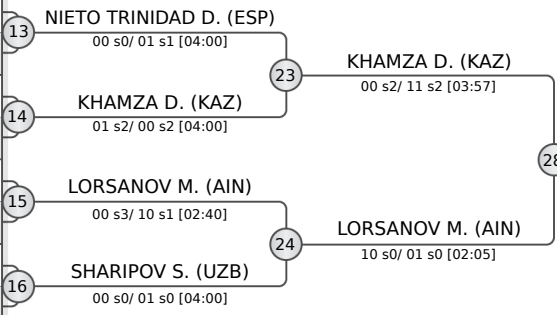 NIETO TRINIDAD D. (ESP)
13
00 s0/ 01 s1 [04:00]
23
KHAMZA D. (KAZ)
00 s2/ 11 s2 [03:57]
KHAMZA D. (KAZ)
14
01 s2/ 00 s2 [04:00]
28
LORSANOV M. (AIN)
15
00 s3/ 10 s1 [02:40]
24
LORSANOV M. (AIN)
10 s0/ 01 s0 [02:05]
SHARIPOV S. (UZB)
16
00 s0/ 01 s0 [04:00]